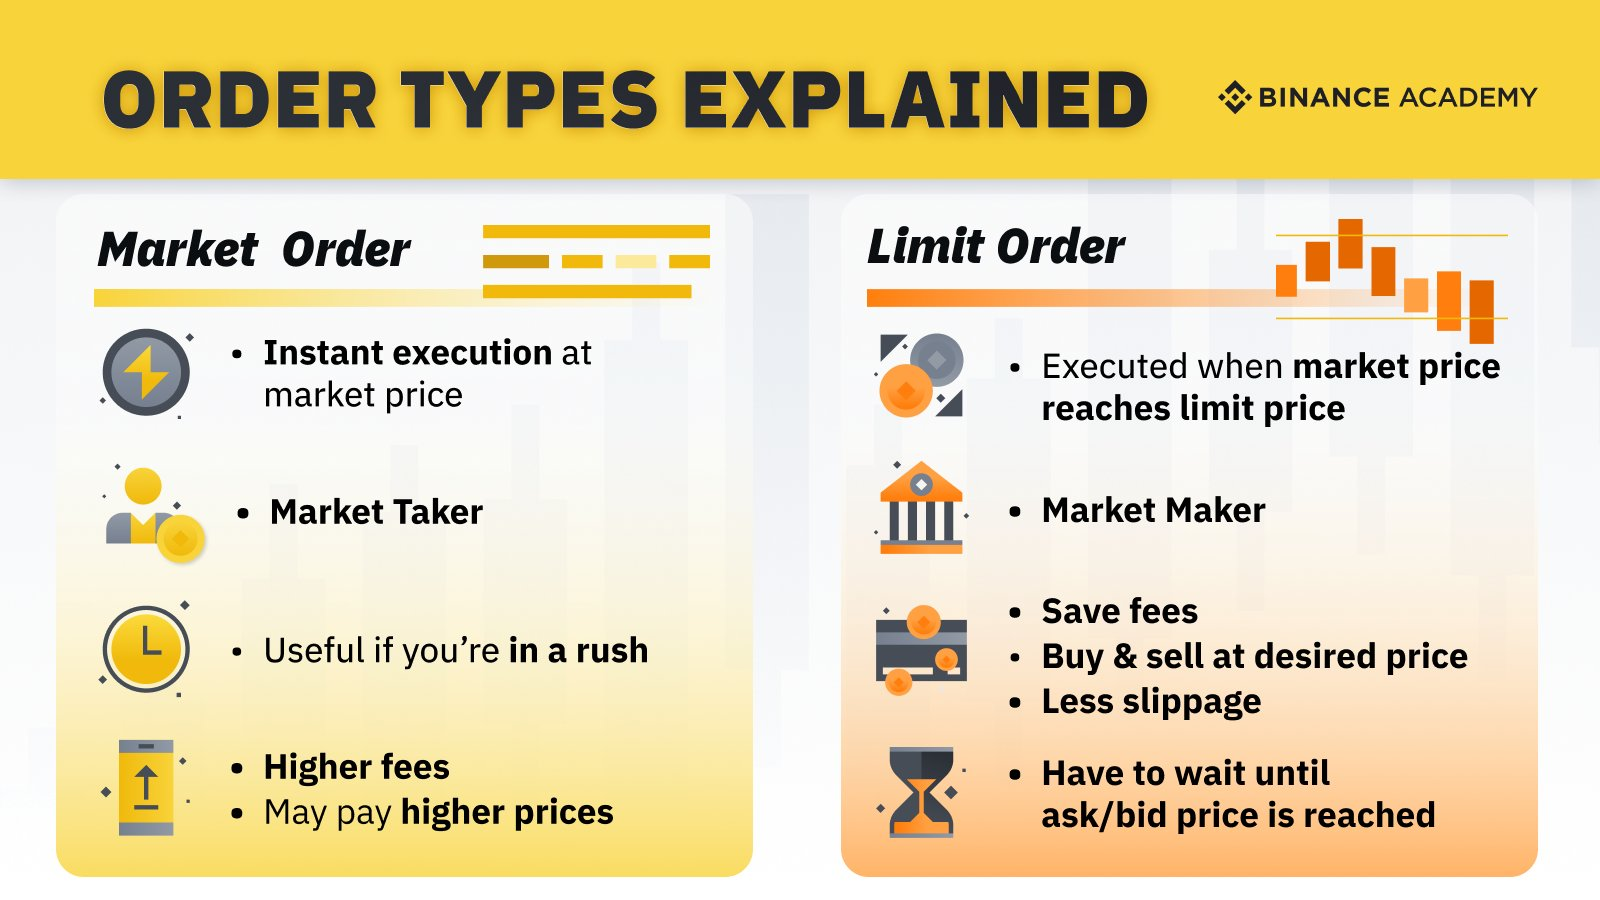 ORDER TYPES EXPLAINED
BINANCE ACADEMY
Market Order
• Instant execution at
market price
• Market Taker
• Useful if you’re in a rush
• Higher fees
• May pay higher prices
Limit Order
• Executed when market price
reaches limit price
• Market Maker
• Save fees
• Buy & sell at desired price
• Less slippage
• Have to wait until
ask/bid price is reached